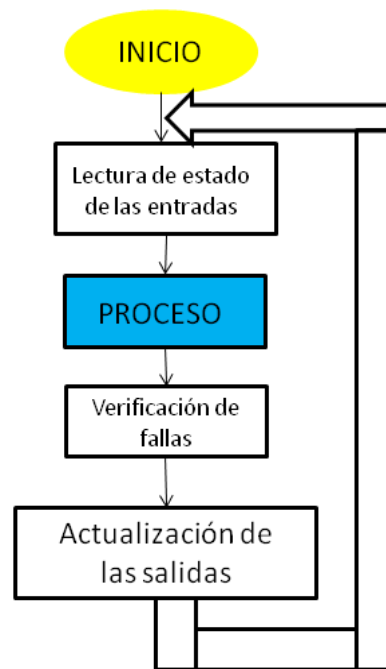 INICIO
Lectura de estado
de las entradas
PROCESO
Verificación de
fallas
Actualización de
las salidas